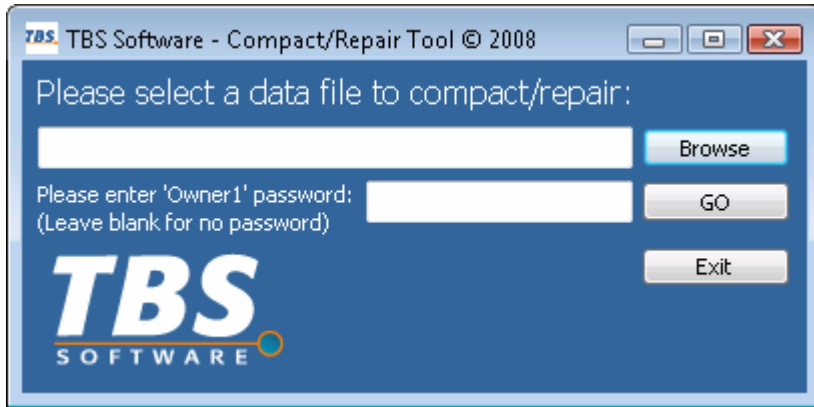 TBS. TBS Software - Compact/Repair Tool © 2008
Please select a data file to compact/repair:
Browse
Please enter 'Owner1' password:
(Leave blank for no password)
GO
Exit
TBS
SOFTWARE